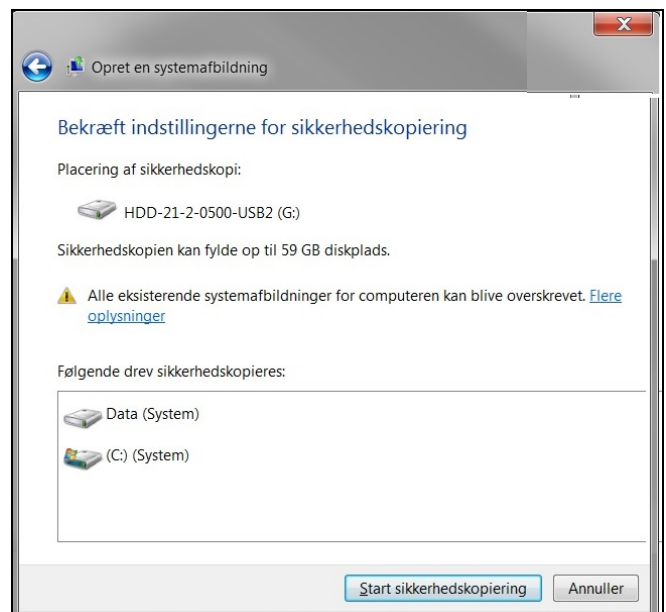 Opret en systemafbildning
Bekræft indstillingerne for sikkerhedskopiering
Placering af sikkerhedskopi:
HDD-21-2-0500-USB2 (G:)
Sikkerhedskopien kan fylde op til 59 GB diskplads.
Alle eksisterende systemafbildninger for computeren kan blive overskrevet. Flere
oplysninger
Følgende drev sikkerhedskopieres:
Data (System)
(C:) (System)
Start sikkerhedskopiering Annuller